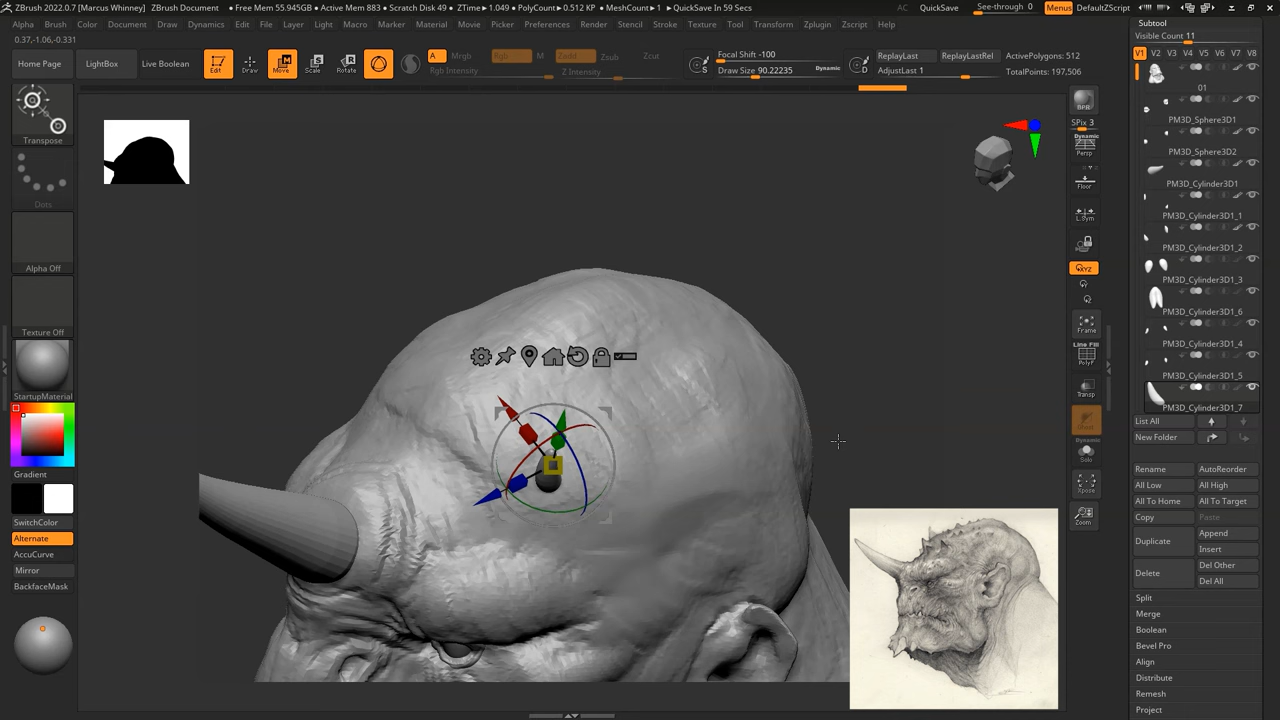 ZBrush 2022.0.7 [Marcus Whinney] ZBrush Document • Free Mem 55.945GB • Active Mem 883 • Scratch Disk 49 • ZTime►1.049 • PolyCount►0.512 KP • MeshCount►1 • QuickSave In 59 Secs AC QuickSave See-through 0 Menus DefaultZScript
Alpha Brush Color Document Draw Dynamics Edit File Layer Light Macro Marker Material Movie Picker Preferences Render Stencil Stroke Texture Tool Transform Zplugin Zscript Help
0.37,-1.06,-0.331
Home Page LightBox Live Boolean Edit Draw Move Scale Rotate
A Mrgb Rgb M Zadd Zsub Zcut
Rgb Intensity Z Intensity
Focal Shift -100
Draw Size 90.22235 Dynamic
ReplayLast ReplayLastRel
AdjustLast 1
ActivePolygons: 512
TotalPoints: 197,506
Transpose
Dots
Alpha Off
Texture Off
StartupMaterial
Gradient
SwitchColor
Alternate
AccuCurve
Mirror
BackfaceMask
BPR
SPix 3
Dynamic
Persp
Floor
L.Sym
XYZ
Frame
Line Fill
PolyF
Transp
Dynamic
Solo
Xpose
Zoom
Subtool
Visible Count 11
V1 V2 V3 V4 V5 V6 V7 V8
01
PM3D_Sphere3D1
PM3D_Sphere3D2
PM3D_Cylinder3D1
PM3D_Cylinder3D1_1
PM3D_Cylinder3D1_2
PM3D_Cylinder3D1_3
PM3D_Cylinder3D1_6
PM3D_Cylinder3D1_4
PM3D_Cylinder3D1_5
PM3D_Cylinder3D1_7
List All
New Folder
Rename AutoReorder
All Low All High
All To Home All To Target
Copy Paste
Duplicate Append
Insert
Delete Del Other
Del All
Split
Merge
Boolean
Bevel Pro
Align
Distribute
Remesh
Project